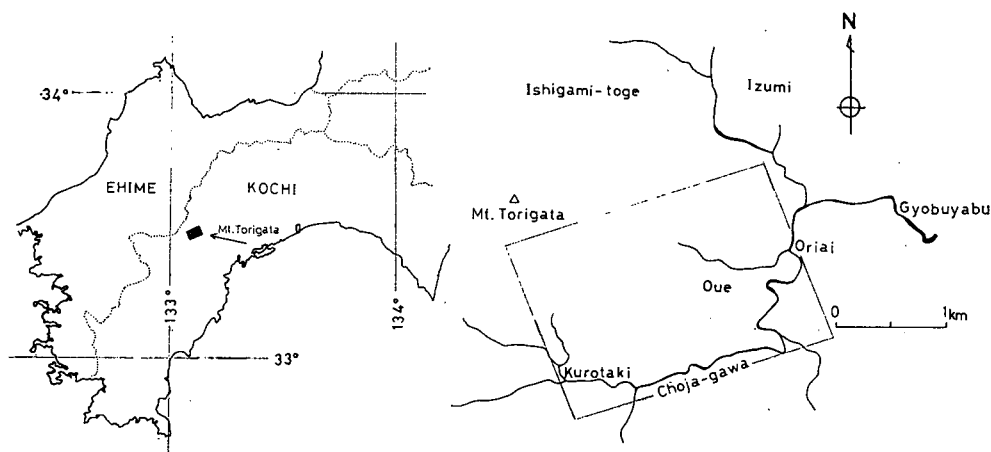 34°
EHIME
KOCHI
Mt. Torigata
133°
134°
33°
N
Ishigami-toge
Izumi
Mt. Torigata
Gyobuyabu
Oriai
Oue
0 1km
Kurotaki
Choja-gawa